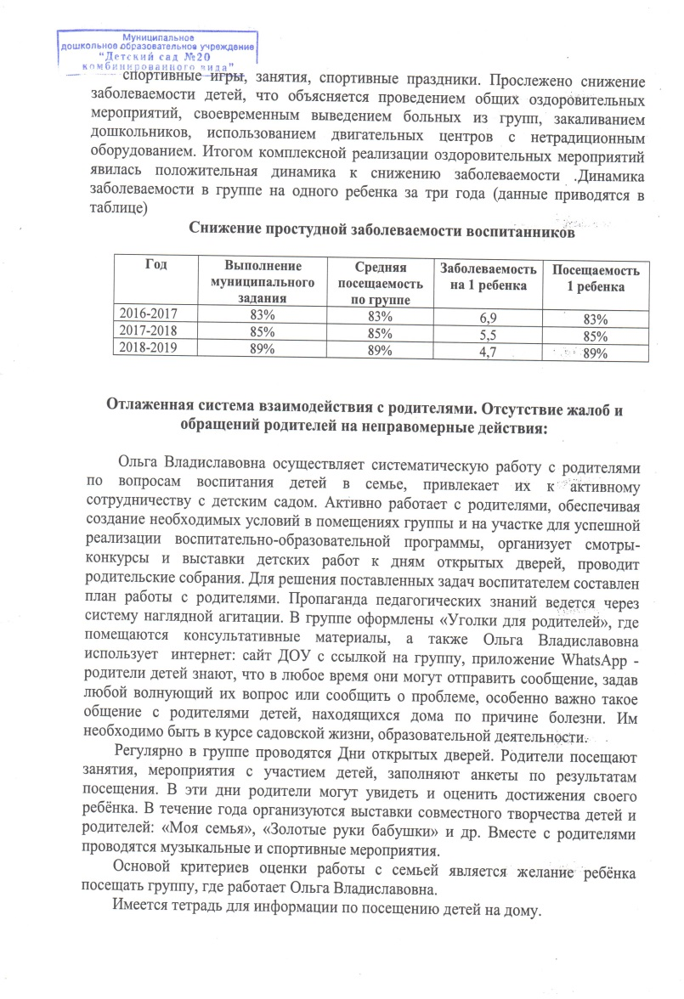 Муниципальное
дошкольное образовательное учреждение
"Детский сад №20
комбинированного вида"
спортивные игры, занятия, спортивные праздники. Прослежено снижение
заболеваемости детей, что объясняется проведением общих оздоровительных
мероприятий, своевременным выведением больных из групп, закаливанием
дошкольников, использованием двигательных центров с нетрадиционным
оборудованием. Итогом комплексной реализации оздоровительных мероприятий
явилась положительная динамика к снижению заболеваемости .Динамика
заболеваемости в группе на одного ребенка за три года (данные приводятся в
таблице)
Снижение простудной заболеваемости воспитанников
Год Выполнение муниципального задания Средняя посещаемость по группе Заболеваемость на 1 ребенка Посещаемость 1 ребенка
2016-2017 83% 83% 6,9 83%
2017-2018 85% 85% 5,5 85%
2018-2019 89% 89% 4,7 89%
Отлаженная система взаимодействия с родителями. Отсутствие жалоб и
обращений родителей на неправомерные действия:
Ольга Владиславовна осуществляет систематическую работу с родителями
по вопросам воспитания детей в семье, привлекает их к активному
сотрудничеству с детским садом. Активно работает с родителями, обеспечивая
создание необходимых условий в помещениях группы и на участке для успешной
реализации воспитательно-образовательной программы, организует смотры-
конкурсы и выставки детских работ к дням открытых дверей, проводит
родительские собрания. Для решения поставленных задач воспитателем составлен
план работы с родителями. Пропаганда педагогических знаний ведется через
систему наглядной агитации. В группе оформлены «Уголки для родителей», где
помещаются консультативные материалы, а также Ольга Владиславовна
использует интернет: сайт ДОУ с ссылкой на группу, приложение WhatsApp -
родители детей знают, что в любое время они могут отправить сообщение, задав
любой волнующий их вопрос или сообщить о проблеме, особенно важно такое
общение с родителями детей, находящихся дома по причине болезни. Им
необходимо быть в курсе садовской жизни, образовательной деятельности.
Регулярно в группе проводятся Дни открытых дверей. Родители посещают
занятия, мероприятия с участием детей, заполняют анкеты по результатам
посещения. В эти дни родители могут увидеть и оценить достижения своего
ребёнка. В течение года организуются выставки совместного творчества детей и
родителей: «Моя семья», «Золотые руки бабушки» и др. Вместе с родителями
проводятся музыкальные и спортивные мероприятия.
Основой критериев оценки работы с семьей является желание ребёнка
посещать группу, где работает Ольга Владиславовна.
Имеется тетрадь для информации по посещению детей на дому.